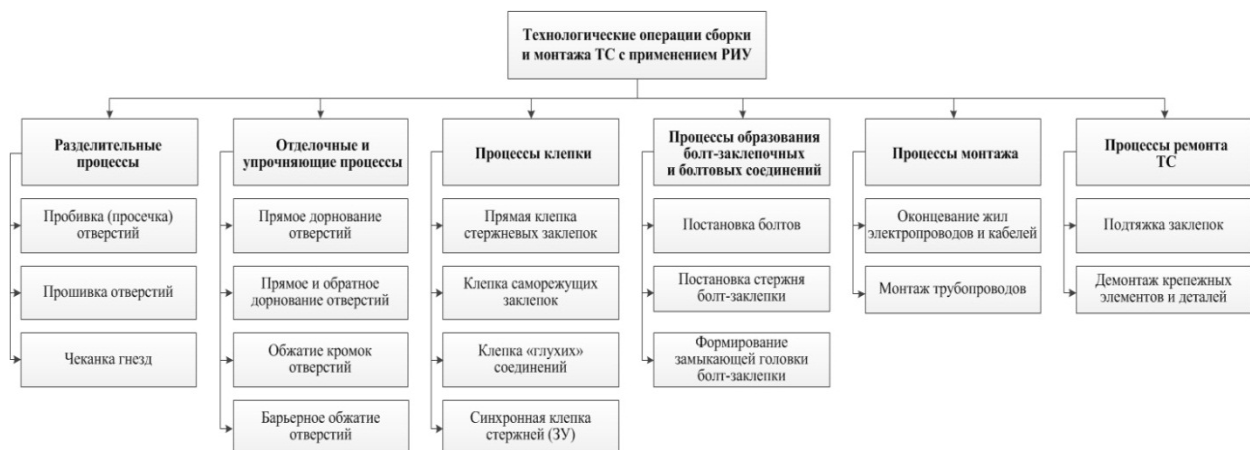 Технологические операции сборки
и монтажа ТС с применением РИУ
Разделительные
процессы
Пробивка (просечка)
отверстий
Прошивка отверстий
Чеканка гнезд
Отделочные и
упрочняющие процессы
Прямое дорнование
отверстий
Прямое и обратное
дорнование отверстий
Обжатие кромок
отверстий
Барьерное обжатие
отверстий
Процессы клепки
Прямая клепка
стержневых заклепок
Клепка саморежущих
заклепок
Клепка «глухих»
соединений
Синхронная клепка
стержней (ЗУ)
Процессы образования
болт-заклепочных
и болтовых соединений
Постановка болтов
Постановка стержня
болт-заклепки
Формирование
замыкающей головки
болт-заклепки
Процессы монтажа
Оконцевание жил
электропроводов и кабелей
Монтаж трубопроводов
Процессы ремонта
ТС
Подтяжка заклепок
Демонтаж крепежных
элементов и деталей